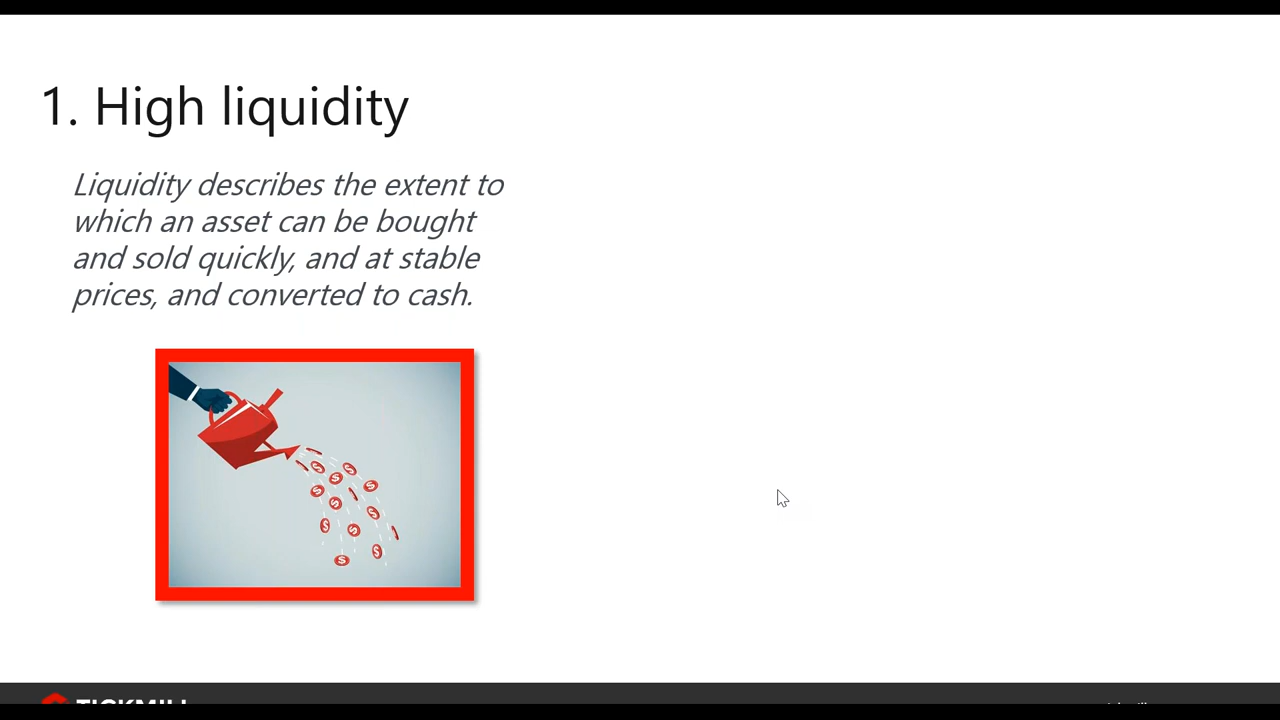 1. High liquidity
Liquidity describes the extent to
which an asset can be bought
and sold quickly, and at stable
prices, and converted to cash.
TICKMILL